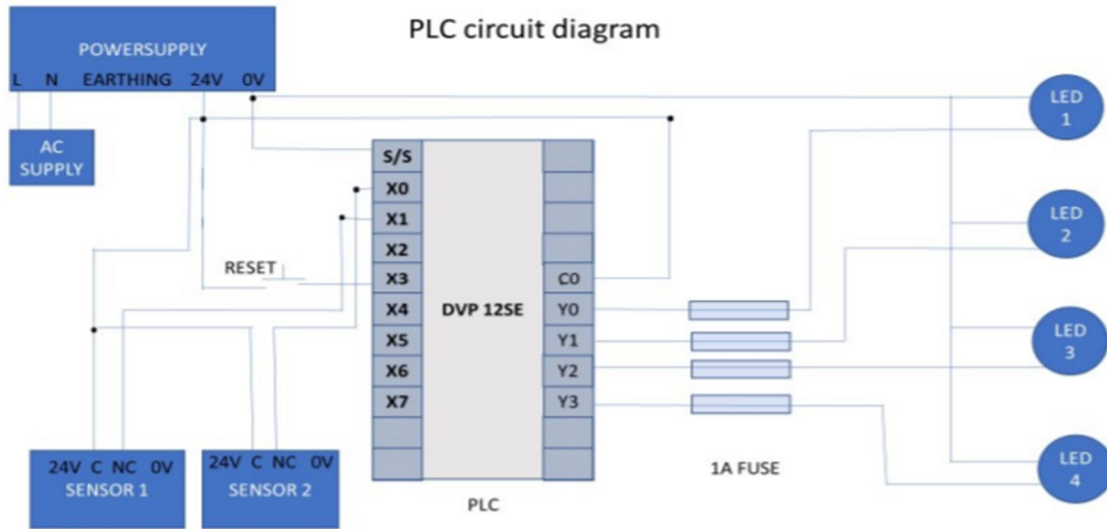 PLC circuit diagram
POWERSUPPLY
L N EARTHING 24V 0V
AC
SUPPLY
LED
1
S/S
X0
X1
X2
RESET
X3
X4
X5
X6
X7
DVP 12SE
C0
Y0
Y1
Y2
Y3
LED
2
LED
3
LED
4
24V C NC 0V
SENSOR 1
24V C NC 0V
SENSOR 2
1A FUSE
PLC